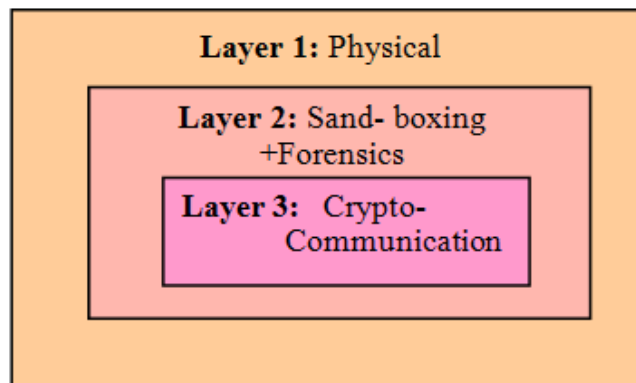 Layer 1: Physical
Layer 2: Sand- boxing
+Forensics
Layer 3: Crypto-
Communication